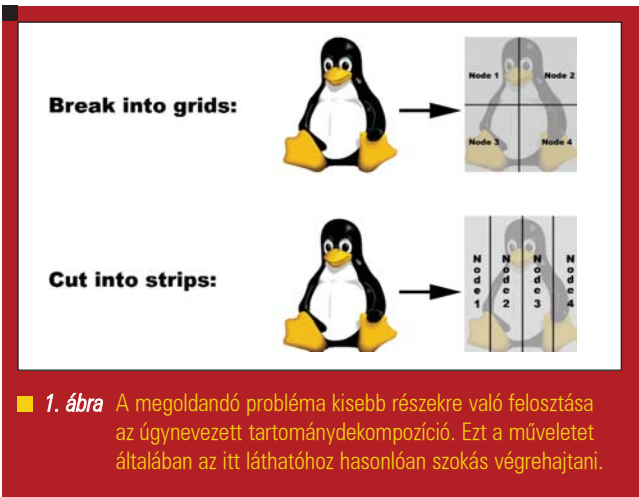 Break into grids:
Node 1
Node 2
Node 3
Node 4
Cut into strips:
Node 1
Node 2
Node 3
Node 4
1. ábra A megoldandó probléma kisebb részekre való felosztása
az úgynevezett tartománydekompozíció. Ezt a műveletet
általában az itt láthatóhoz hasonlóan szokás végrehajtani.